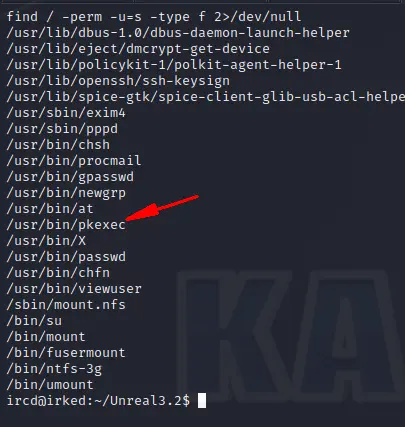 find / -perm -u=s -type f 2>/dev/null
/usr/lib/dbus-1.0/dbus-daemon-launch-helper
/usr/lib/eject/dmcrypt-get-device
/usr/lib/policykit-1/polkit-agent-helper-1
/usr/lib/openssh/ssh-keysign
/usr/lib/spice-gtk/spice-client-glib-usb-acl-helpe
/usr/sbin/exim4
/usr/sbin/pppd
/usr/bin/chsh
/usr/bin/procmail
/usr/bin/gpasswd
/usr/bin/newgrp
/usr/bin/at
/usr/bin/pkexec
/usr/bin/X
/usr/bin/passwd
/usr/bin/chfn
/usr/bin/viewuser
/sbin/mount.nfs
/bin/su
/bin/mount
/bin/fusermount
/bin/ntfs-3g
/bin/umount
ircd@irked:~/Unreal3.2$
KA